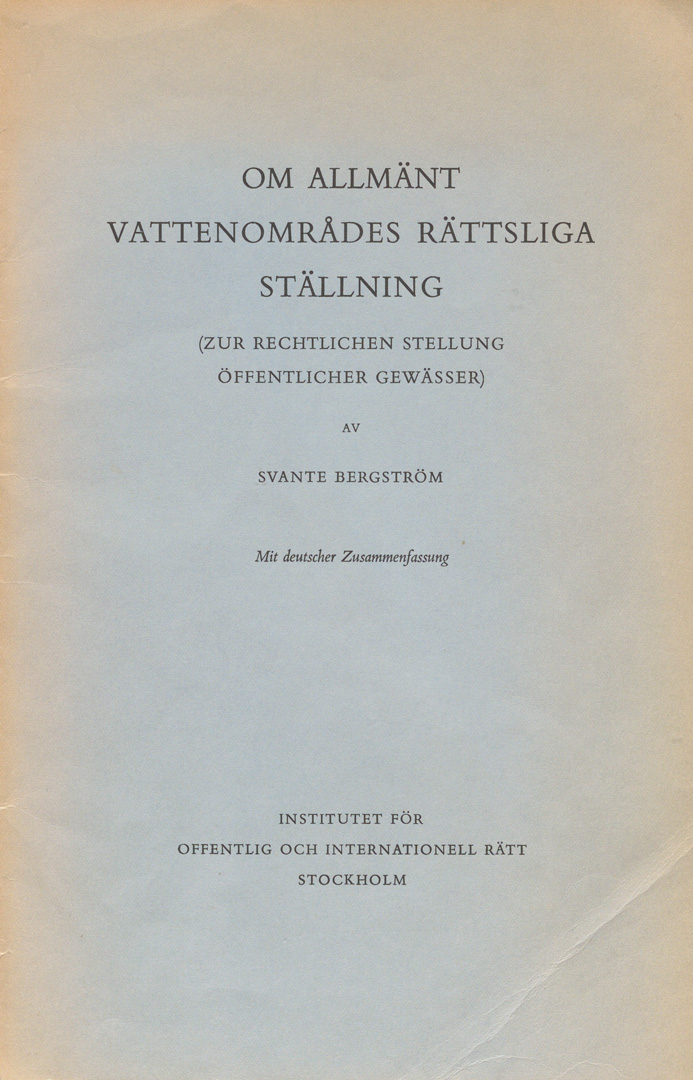 OM ALLMÄNT
VATTENOMRÅDES RÄTTSLIGA
STÄLLNING
(ZUR RECHTLICHEN STELLUNG
ÖFFENTLICHER GEWÄSSER)
AV
SVANTE BERGSTRÖM
Mit deutscher Zusammenfassung
INSTITUTET FÖR
OFFENTLIG OCH INTERNATIONELL RÄTT
STOCKHOLM